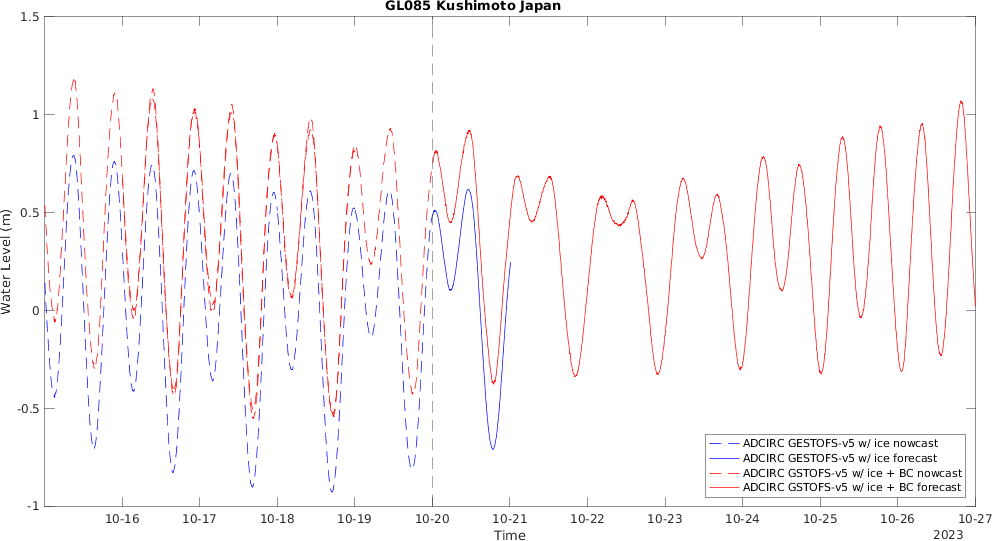 GL085 Kushimoto Japan
1.5
1
0.5
0
-0.5
-1
Water Level (m)
ADCIRC GESTOFS-v5 w/ ice nowcast
ADCIRC GESTOFS-v5 w/ ice forecast
ADCIRC GSTOFS-v5 w/ ice + BC nowcast
ADCIRC GSTOFS-v5 w/ ice + BC forecast
10-16 10-17 10-18 10-19 10-20 10-21 10-22 10-23 10-24 10-25 10-26 10-27
Time
2023